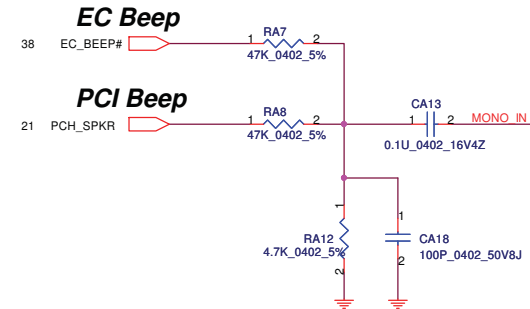 EC Beep
38 EC_BEEP# 1 RA7 2
47K_0402_5%
PCI Beep
21 PCH_SPKR 1 RA8 2
47K_0402_5%
CA13
1 2 MONO_IN
0.1U_0402_16V4Z
1 1
RA12 CA18
4.7K_0402_5% 100P_0402_50V8J
2 2